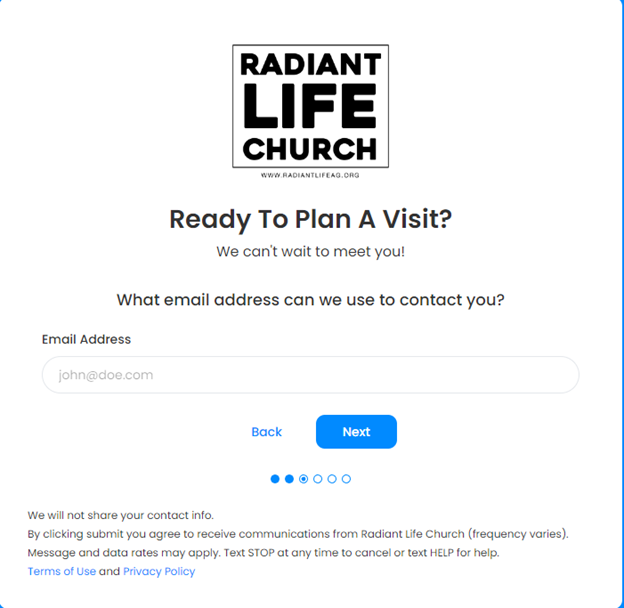 RADIANT
LIFE
CHURCH
WWW.RADIANTLIFEAG.ORG
Ready To Plan A Visit?
We can't wait to meet you!
What email address can we use to contact you?
Email Address
john@doe.com
Back Next
We will not share your contact info.
By clicking submit you agree to receive communications from Radiant Life Church (frequency varies).
Message and data rates may apply. Text STOP at any time to cancel or text HELP for help.
Terms of Use and Privacy Policy